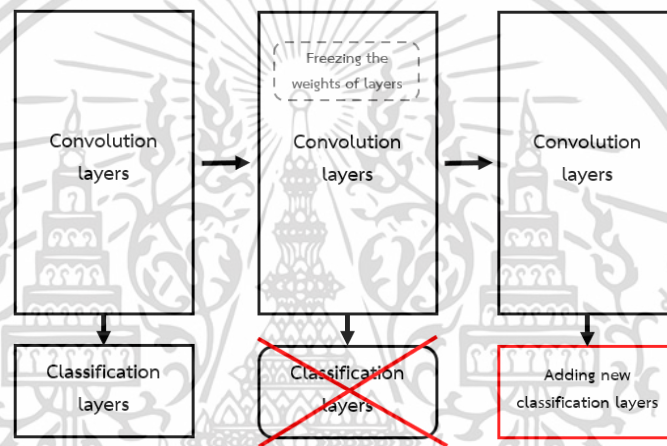 Convolution
layers
Classification
layers
Freezing the
weights of layers
Convolution
layers
Classification
layers
Convolution
layers
Adding new
classification layers